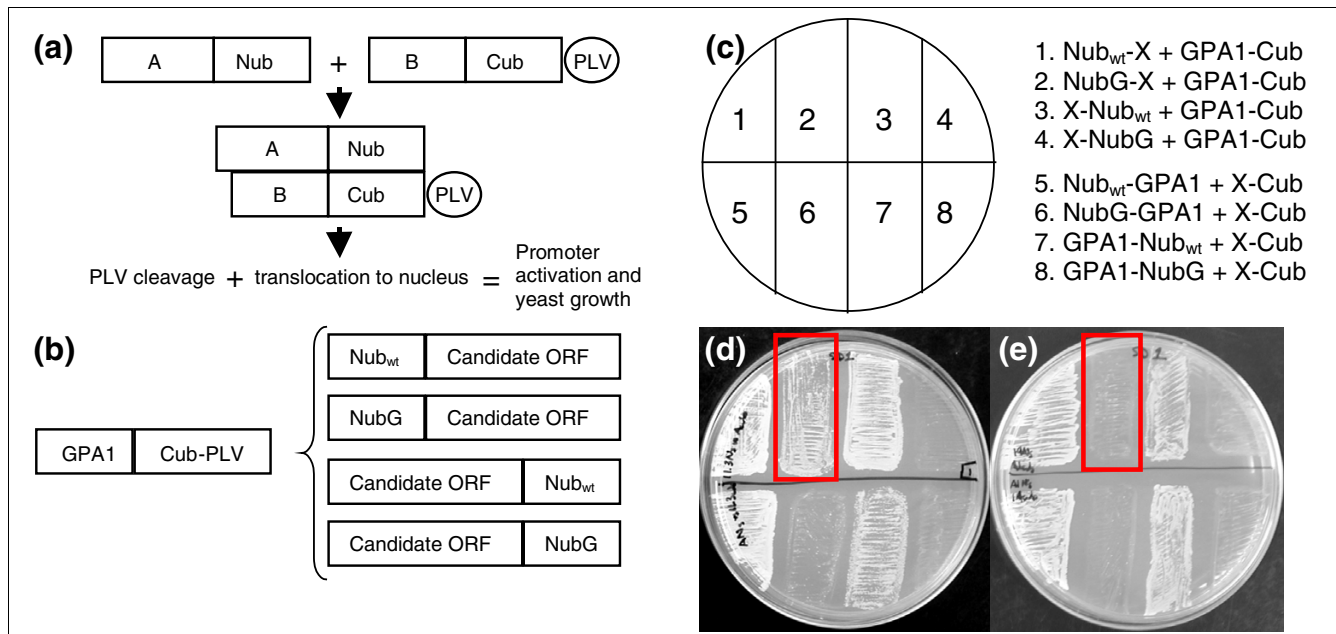 (a)
A Nub + B Cub PLV
A Nub
B Cub PLV
PLV cleavage + translocation to nucleus = Promoter activation and yeast growth
(b)
GPA1 Cub-PLV
Nubwt Candidate ORF
NubG Candidate ORF
Candidate ORF Nubwt
Candidate ORF NubG
(c)
1 2 3 4
5 6 7 8
1. Nubwt-X + GPA1-Cub
2. NubG-X + GPA1-Cub
3. X-Nubwt + GPA1-Cub
4. X-NubG + GPA1-Cub
5. Nubwt-GPA1 + X-Cub
6. NubG-GPA1 + X-Cub
7. GPA1-Nubwt + X-Cub
8. GPA1-NubG + X-Cub
(d)
(e)